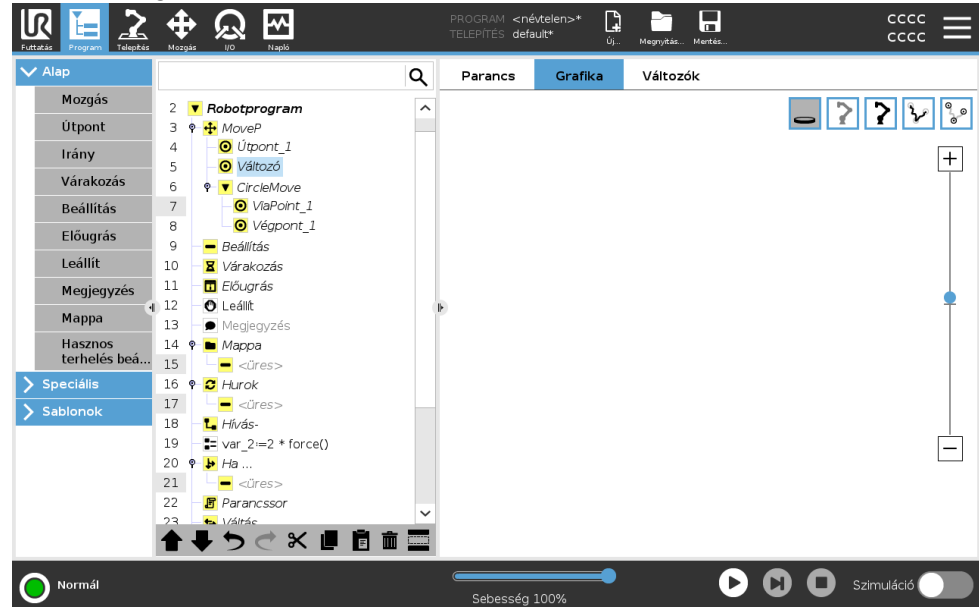 UR
PROGRAM <névtelen>*
TELEPÍTÉS default*
CCCC
CCCC
Futtatás
Program
Telepítés
Mozgás
I/O
Napló
Új...
Megnyitás...
Mentés...
Alap
Parancs
Grafika
Változók
Mozgás
Útpont
Irány
Várakozás
Beállítás
Előugrás
Leállít
Megjegyzés
Mappa
Hasznos
terhelés beá...
Speciális
Sablonok
2 Robotprogram
3 MoveP
4 Útpont_1
5 Változó
6 CircleMove
7 ViaPoint_1
8 Végpont_1
9 Beállítás
10 Várakozás
11 Előugrás
12 Leállít
13 Megjegyzés
14 Mappa
15 <üres>
16 Hurok
17 <üres>
18 Hívás-
19 var_2:=2 * force()
20 Ha ...
21 <üres>
22 Parancssor
23 Váltás
Normál
Sebesség 100%
Szimuláció